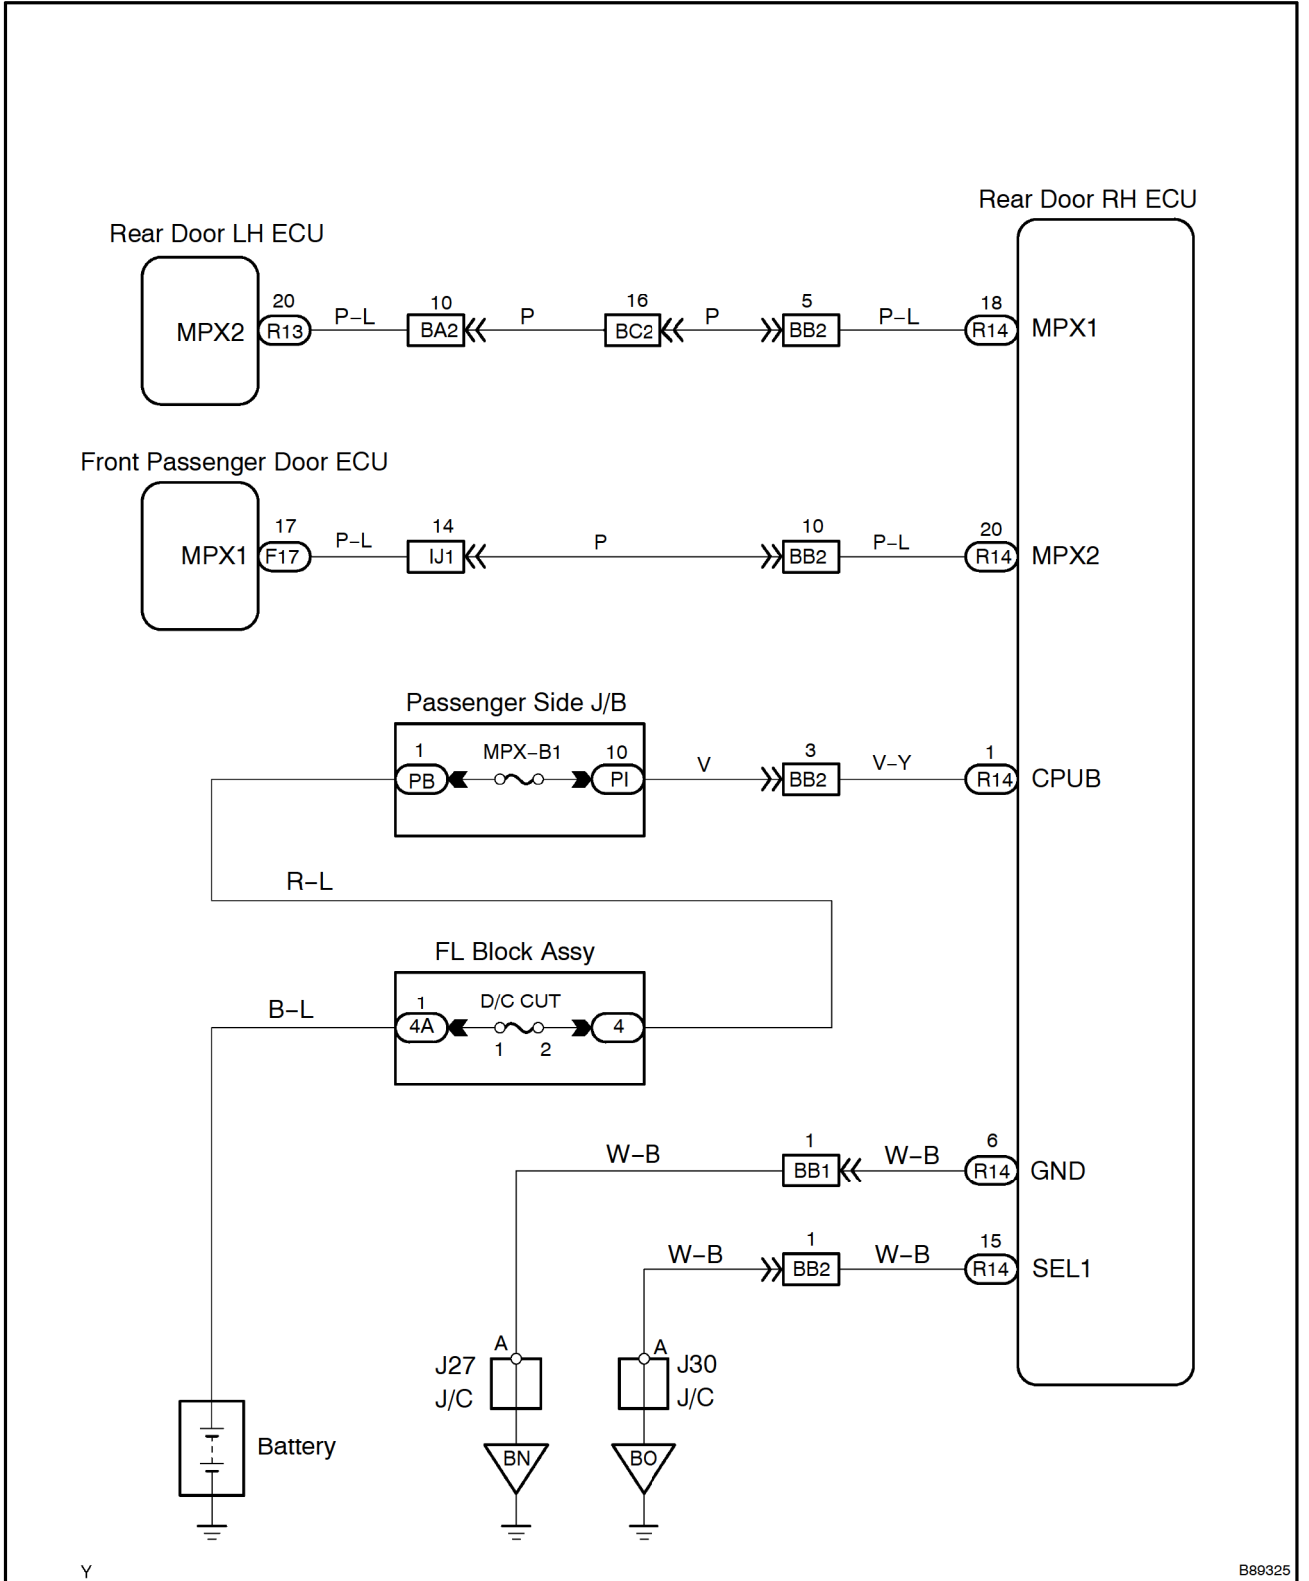 Rear Door RH ECU
Rear Door LH ECU
20 10 16 5 18
MPX2 R13 P–L BA2 P BC2 P BB2 P–L R14 MPX1
Front Passenger Door ECU
17 14 10 20
MPX1 F17 P–L IJ1 P BB2 P–L R14 MPX2
Passenger Side J/B
1 MPX–B1 10 3 1
PB PI V BB2 V–Y R14 CPUB
R–L
FL Block Assy
B–L 1 D/C CUT
4A 4
1 2
1 6
W–B BB1 W–B R14 GND
1 15
W–B BB2 W–B R14 SEL1
A A
J27 J30
J/C J/C
Battery BN BO
Y B89325